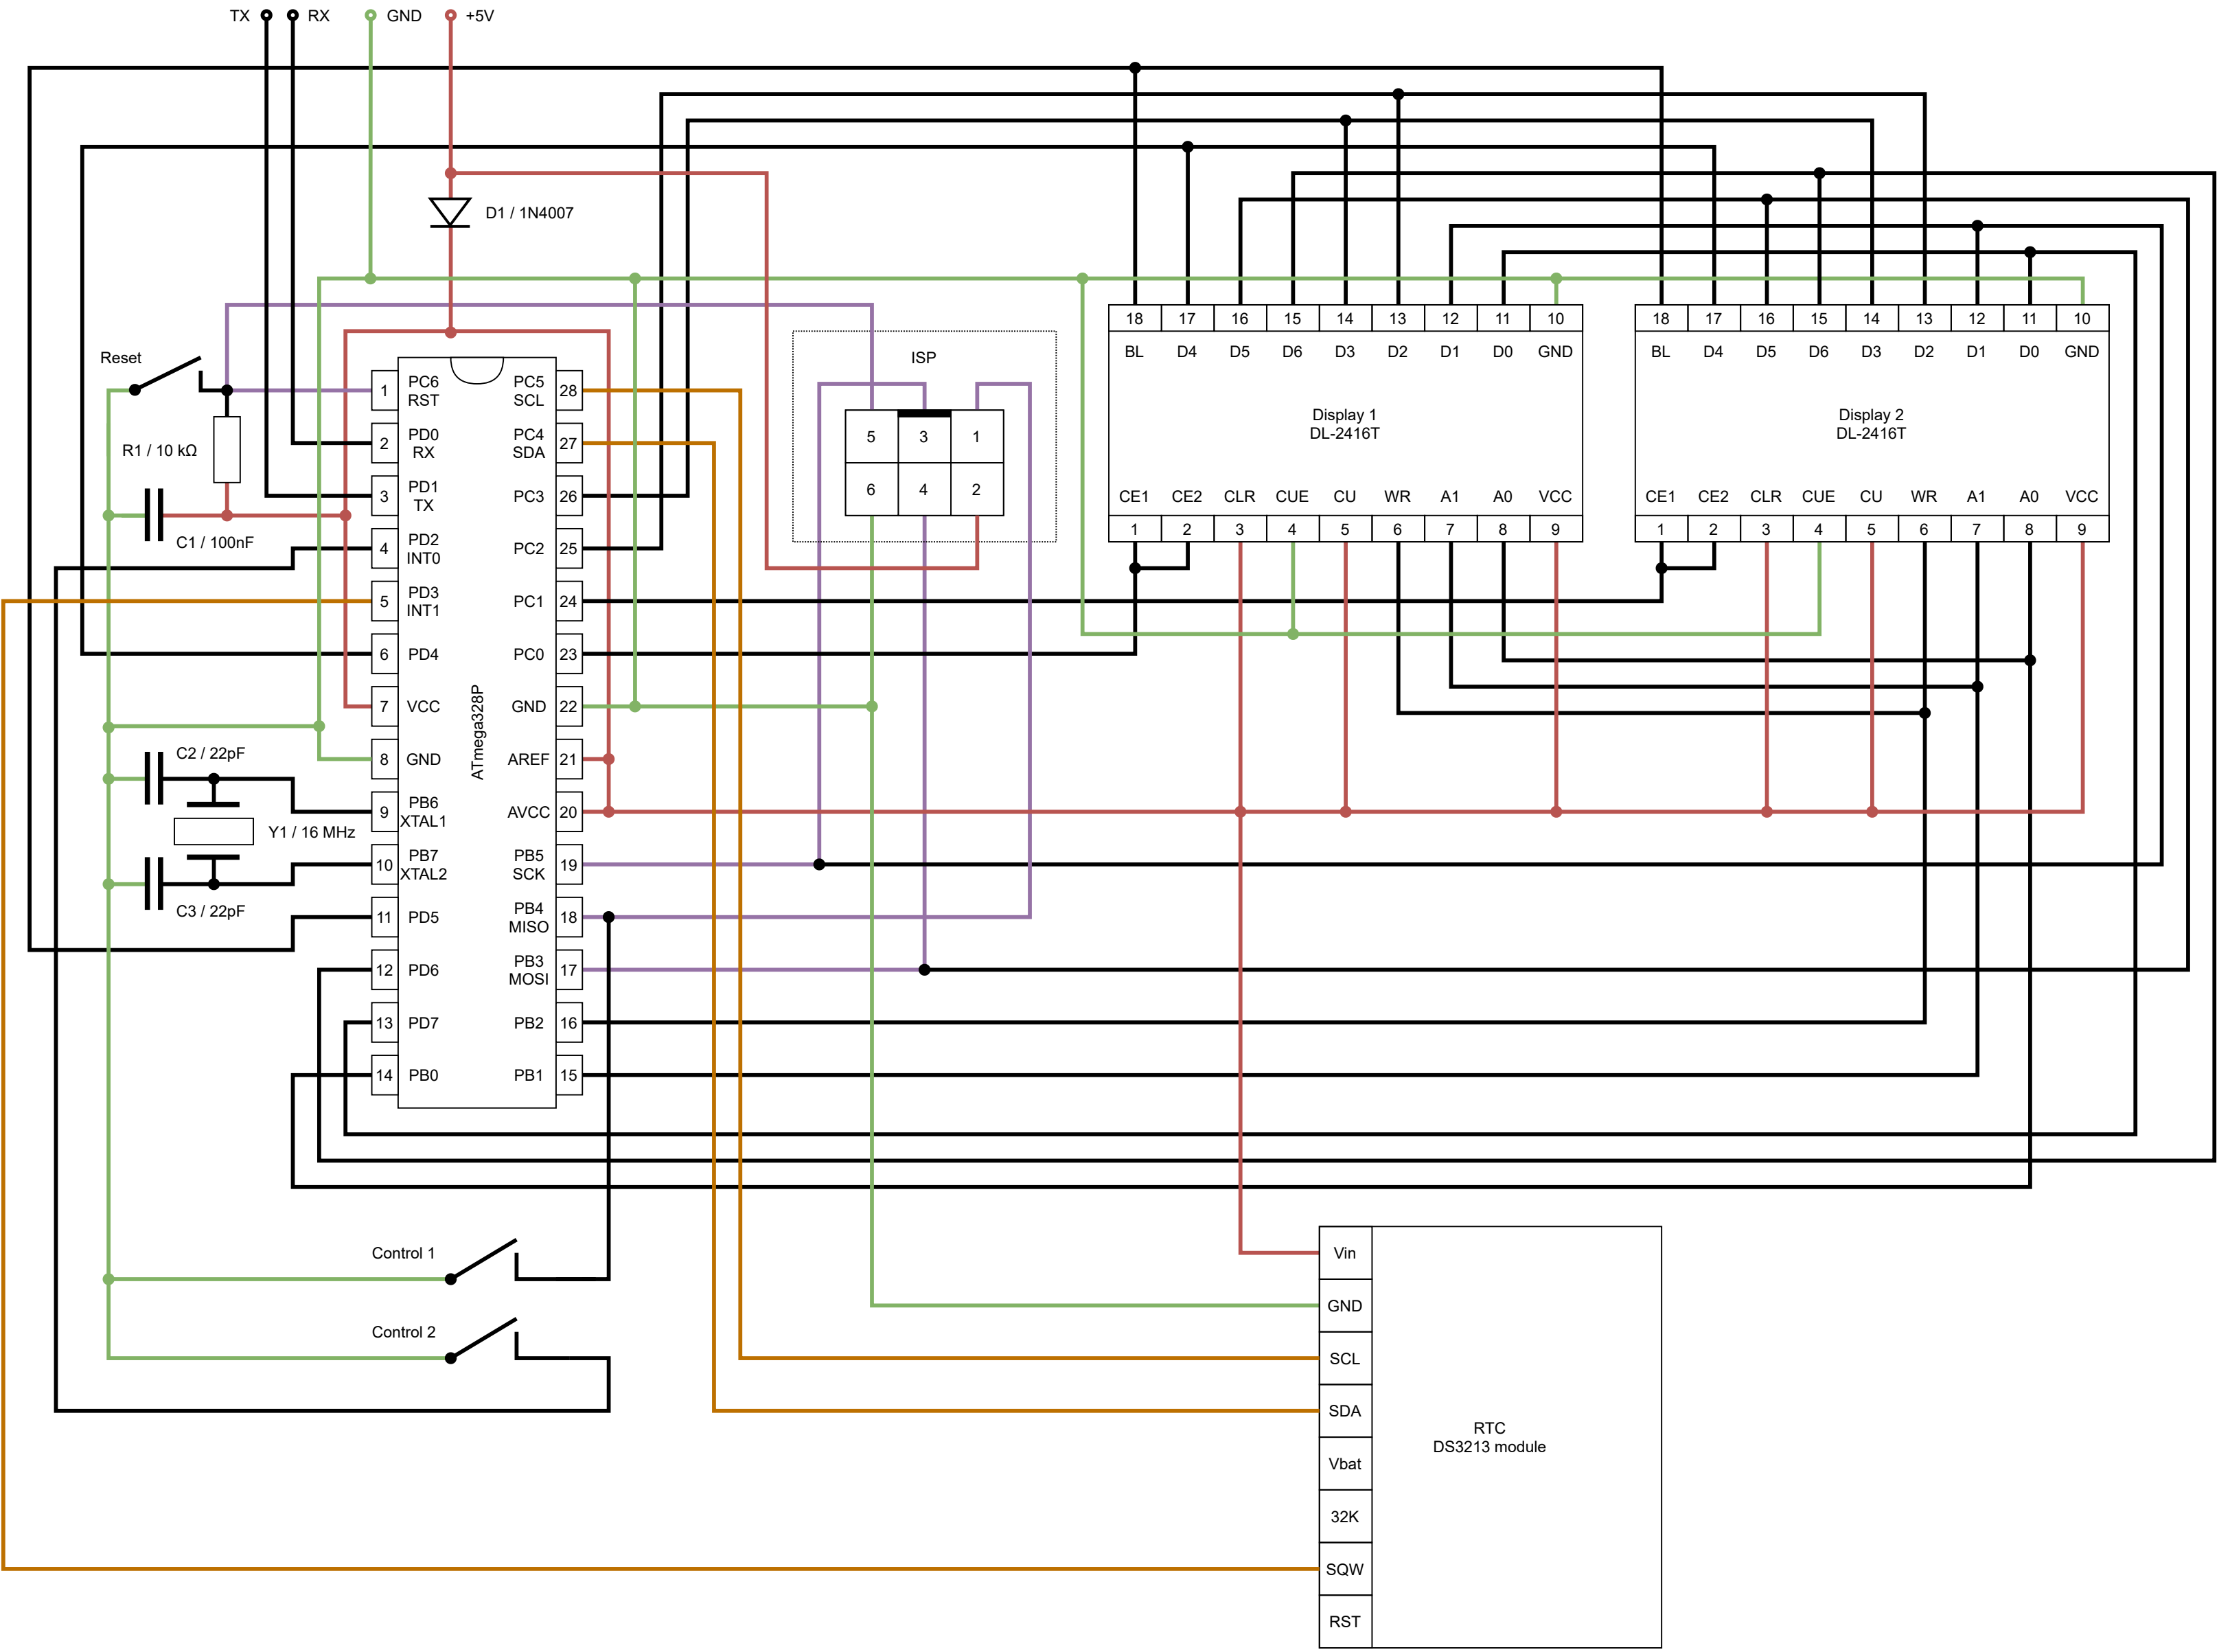 TX RX GND +5V
D1 / 1N4007
Reset
R1 / 10 kΩ
C1 / 100nF
C2 / 22pF
Y1 / 16 MHz
C3 / 22pF
ATmega328P
1 PC6 RST
2 PD0 RX
3 PD1 TX
4 PD2 INT0
5 PD3 INT1
6 PD4
7 VCC
8 GND
9 PB6 XTAL1
10 PB7 XTAL2
11 PD5
12 PD6
13 PD7
14 PB0
PC5 SCL 28
PC4 SDA 27
PC3 26
PC2 25
PC1 24
PC0 23
GND 22
AREF 21
AVCC 20
PB5 SCK 19
PB4 MISO 18
PB3 MOSI 17
PB2 16
PB1 15
ISP
5 3 1
6 4 2
18 17 16 15 14 13 12 11 10
BL D4 D5 D6 D3 D2 D1 D0 GND
Display 1
DL-2416T
CE1 CE2 CLR CUE CU WR A1 A0 VCC
1 2 3 4 5 6 7 8 9
18 17 16 15 14 13 12 11 10
BL D4 D5 D6 D3 D2 D1 D0 GND
Display 2
DL-2416T
CE1 CE2 CLR CUE CU WR A1 A0 VCC
1 2 3 4 5 6 7 8 9
Control 1
Control 2
Vin
GND
SCL
SDA
Vbat
32K
SQW
RST
RTC
DS3213 module